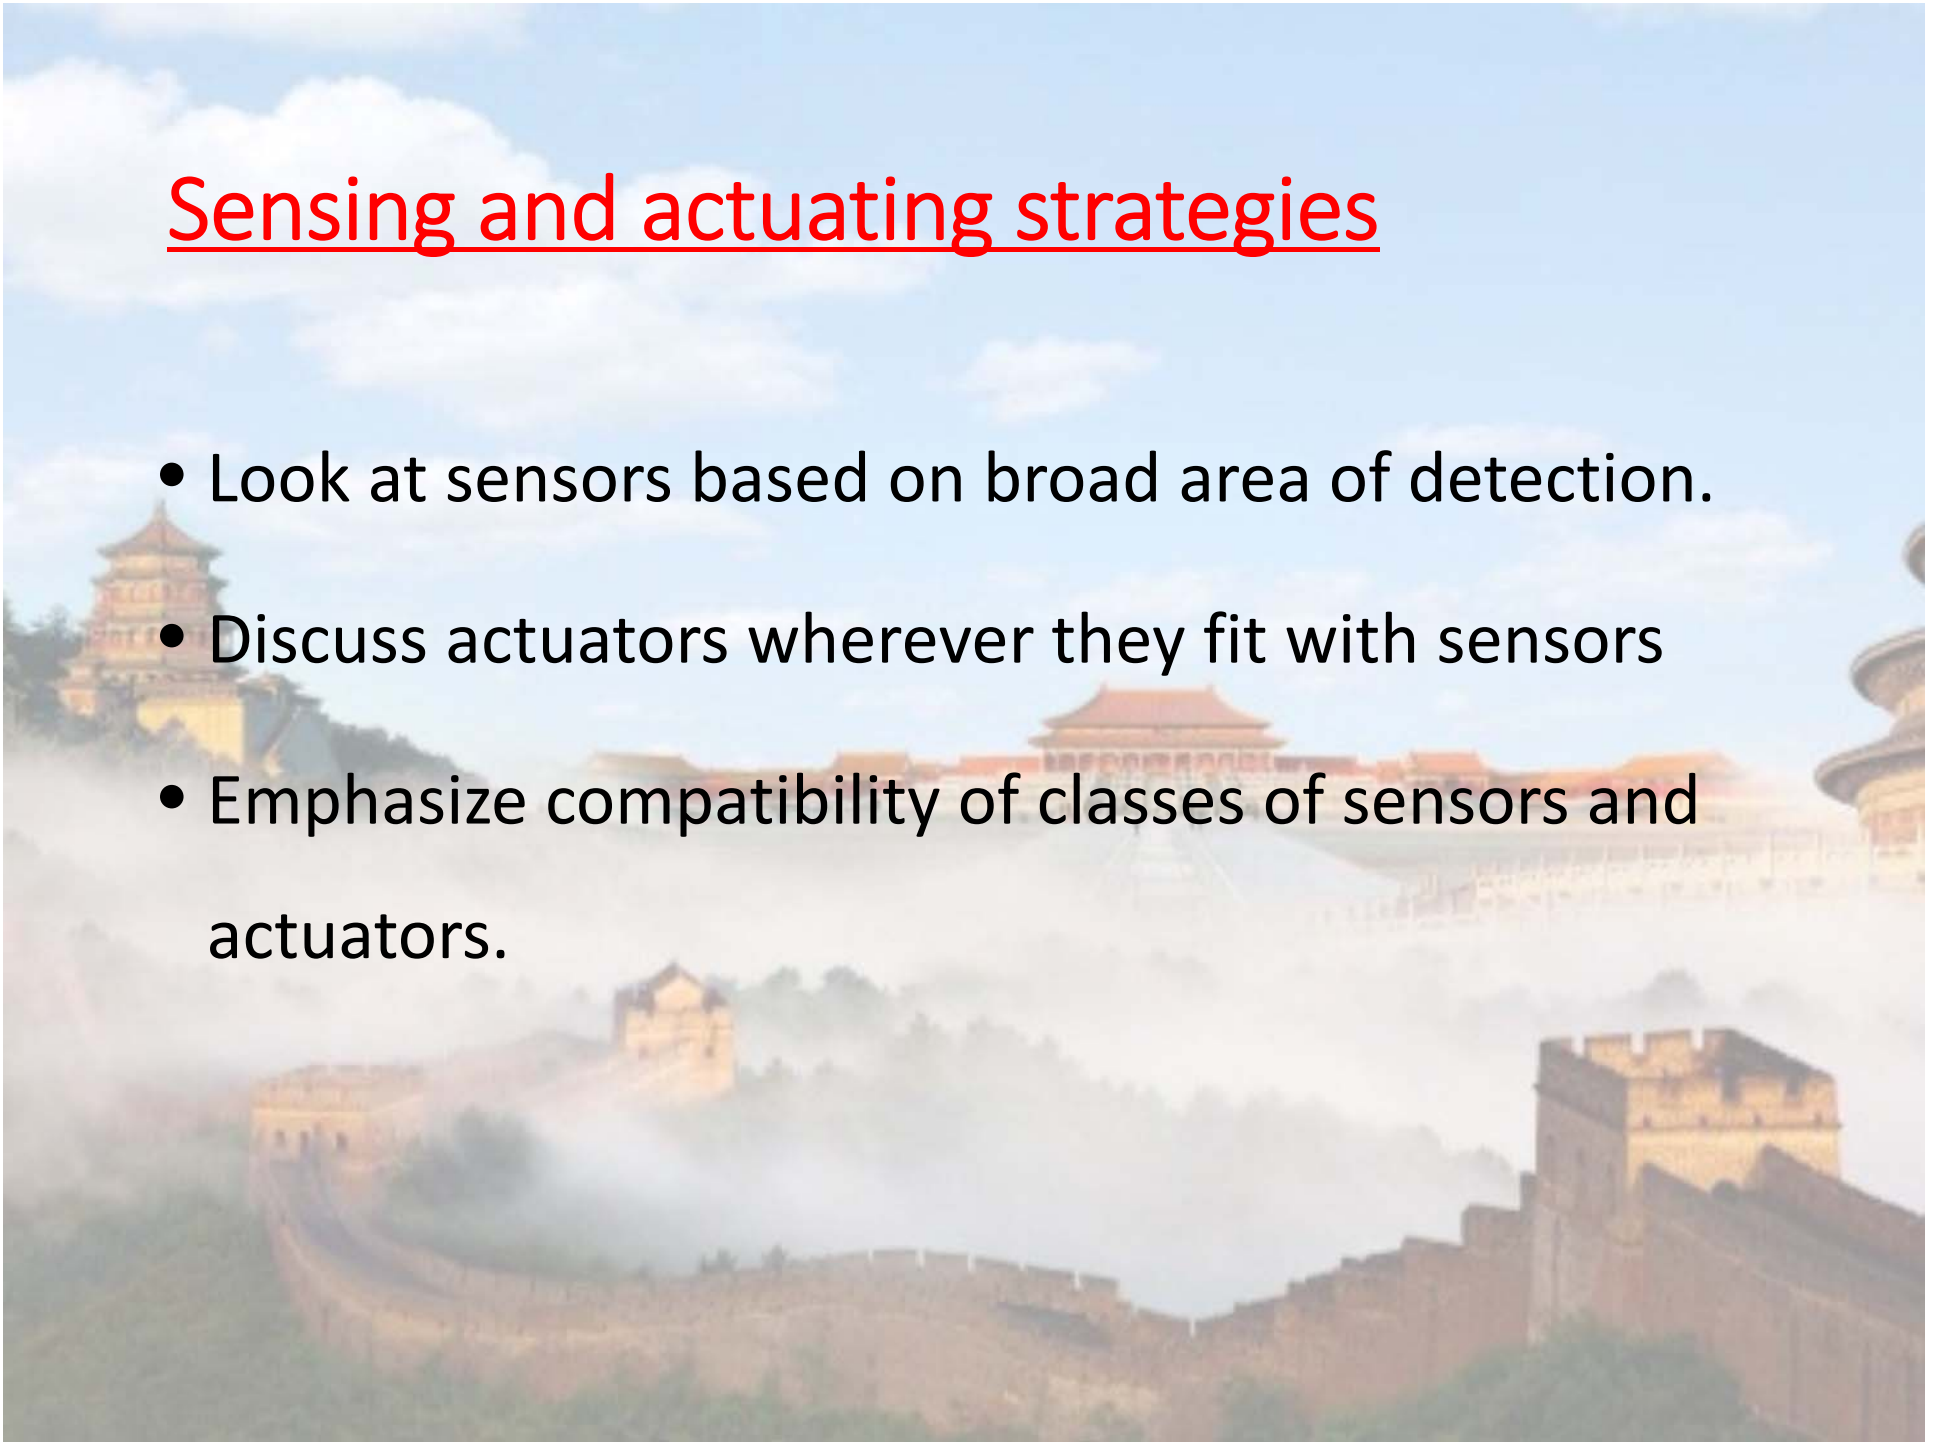 Sensing and actuating strategies
• Look at sensors based on broad area of detection.
• Discuss actuators wherever they fit with sensors
• Emphasize compatibility of classes of sensors and
actuators.